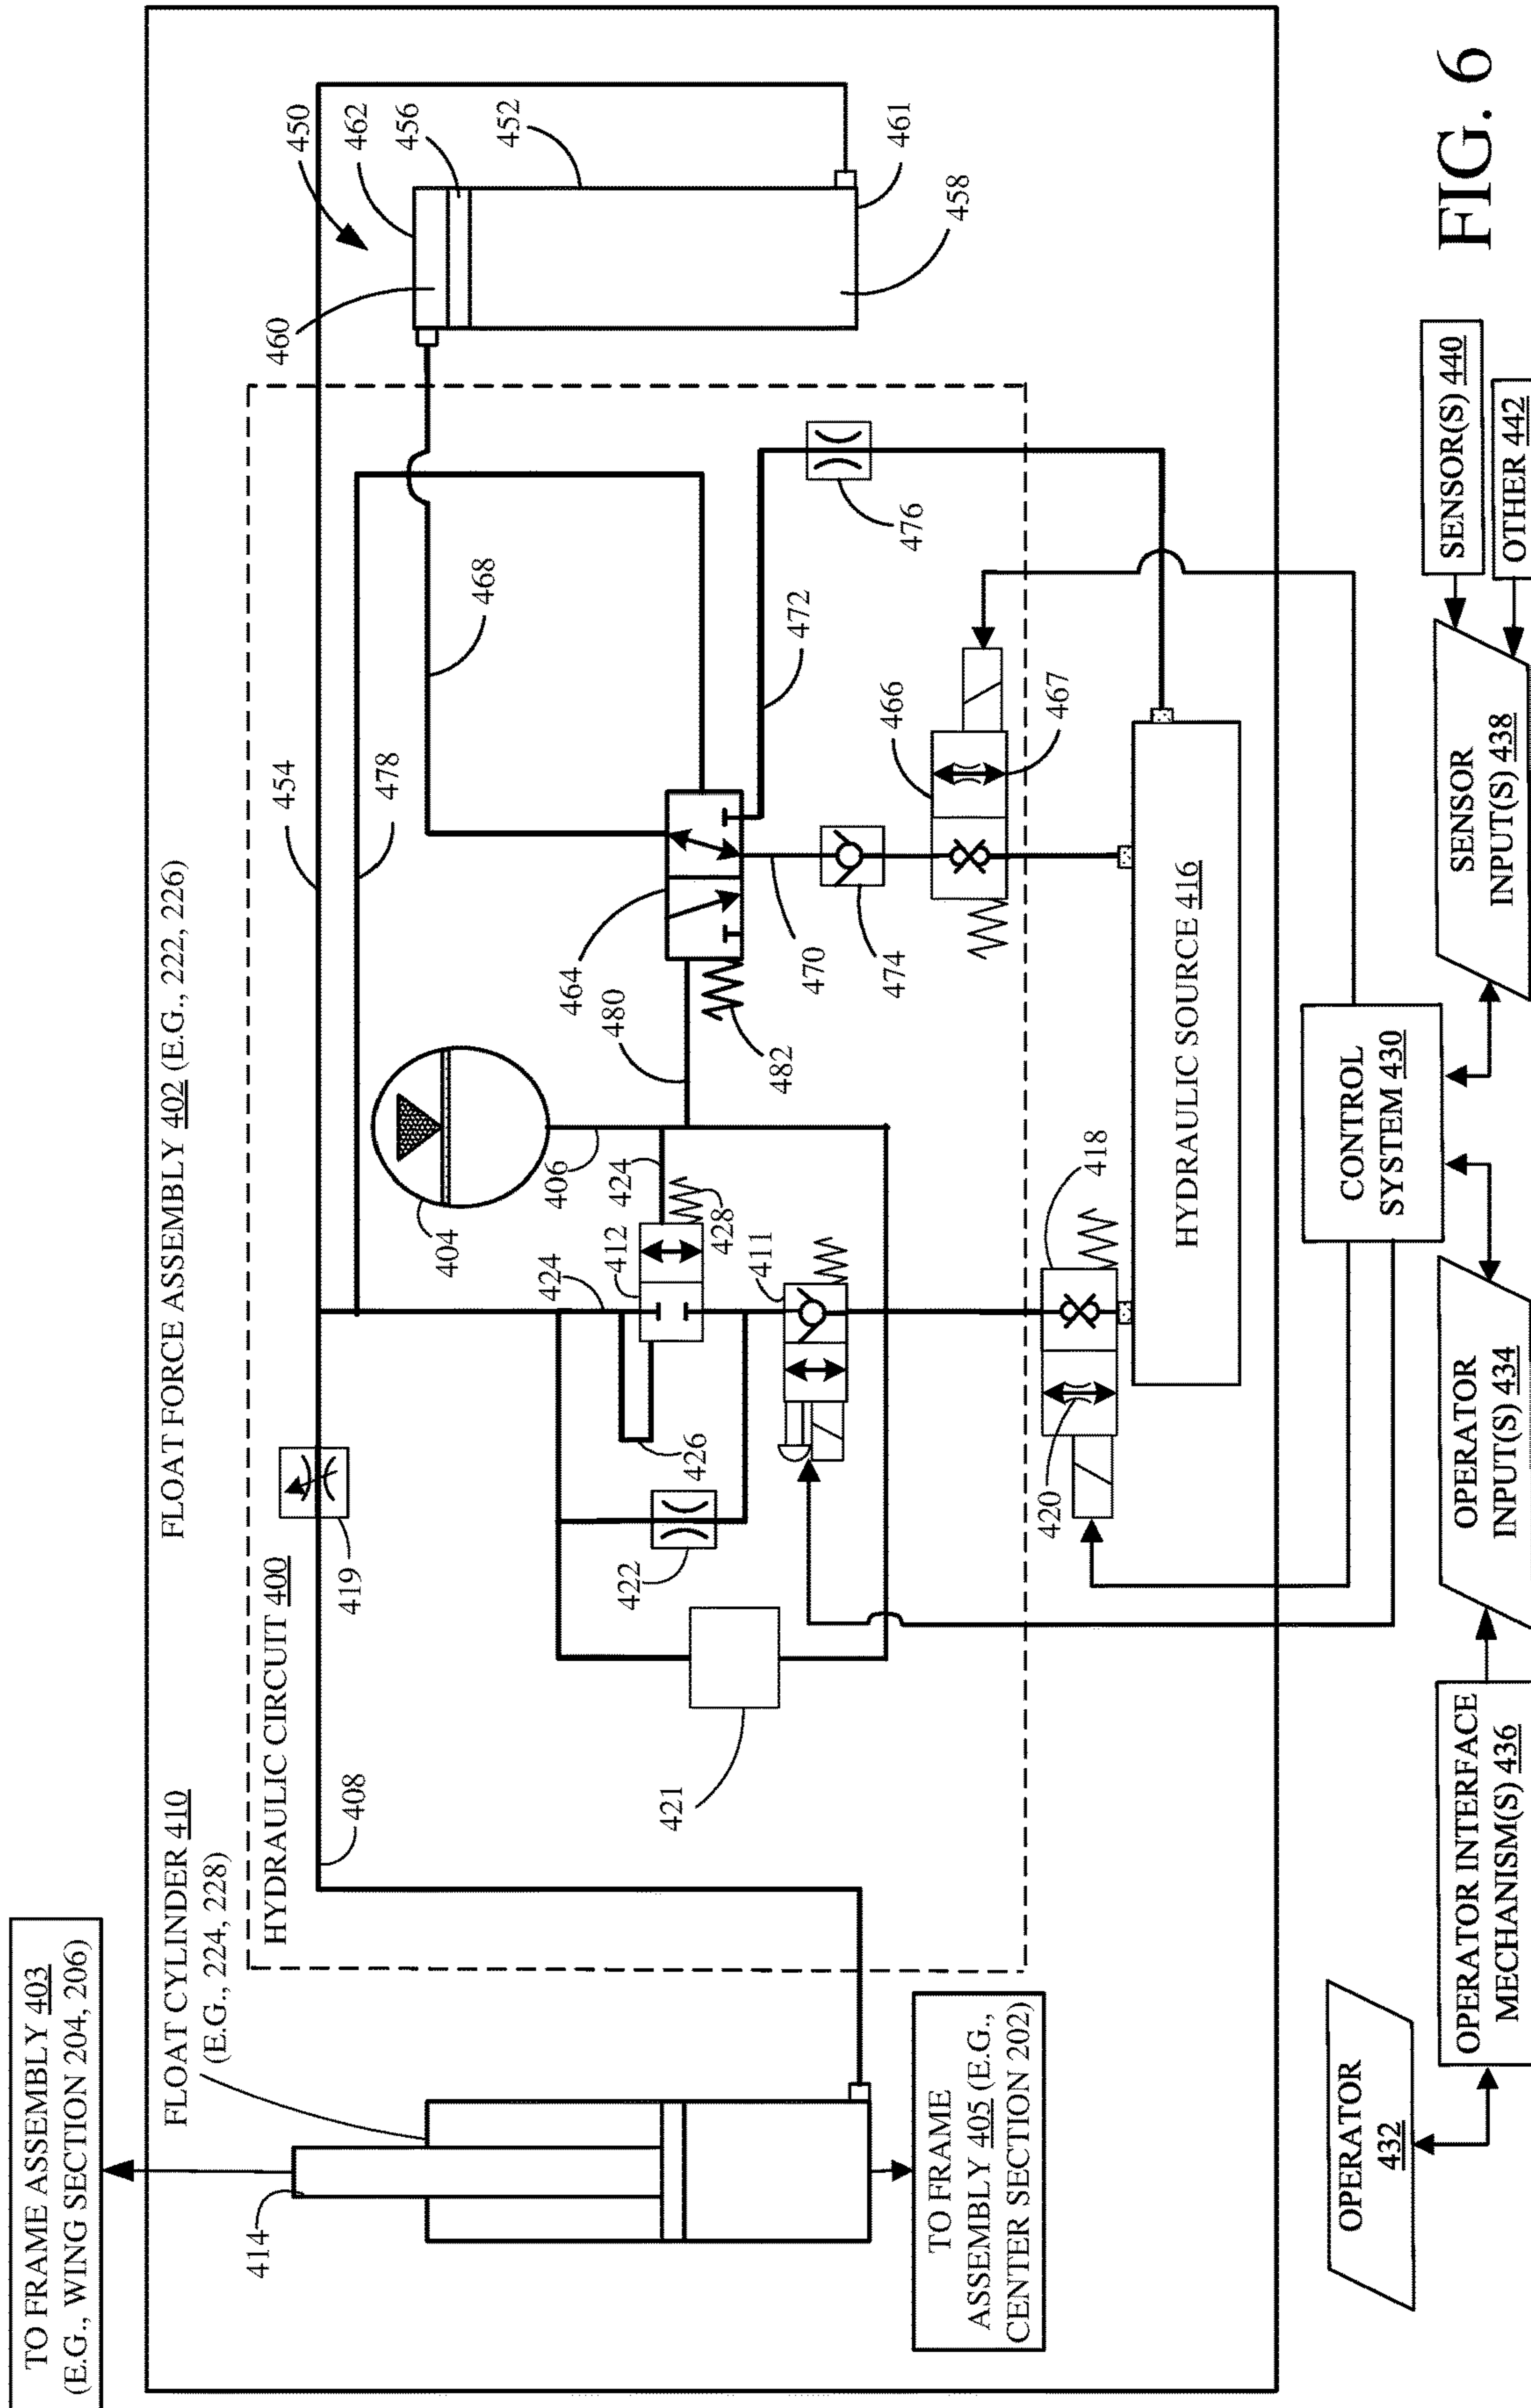 TO FRAME ASSEMBLY 403
(E.G., WING SECTION 204, 206)
FLOAT FORCE ASSEMBLY 402 (E.G., 222, 226)
FLOAT CYLINDER 410
(E.G., 224, 228)
HYDRAULIC CIRCUIT 400
414
408
419
454
478
450
462
456
452
460
461
458
468
404
406
424
424
412
428
426
411
422
421
480
464
482
470
474
472
476
466
467
418
420
HYDRAULIC SOURCE 416
TO FRAME
ASSEMBLY 405 (E.G.,
CENTER SECTION 202)
CONTROL
SYSTEM 430
OPERATOR
432
OPERATOR INTERFACE
MECHANISM(S) 436
OPERATOR
INPUT(S) 434
SENSOR
INPUT(S) 438
SENSOR(S) 440
OTHER 442
FIG. 6